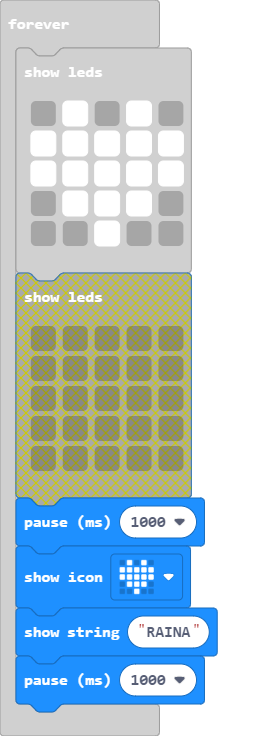 forever
show leds
show leds
pause (ms) 1000
show icon
show string "RAINA"
pause (ms) 1000